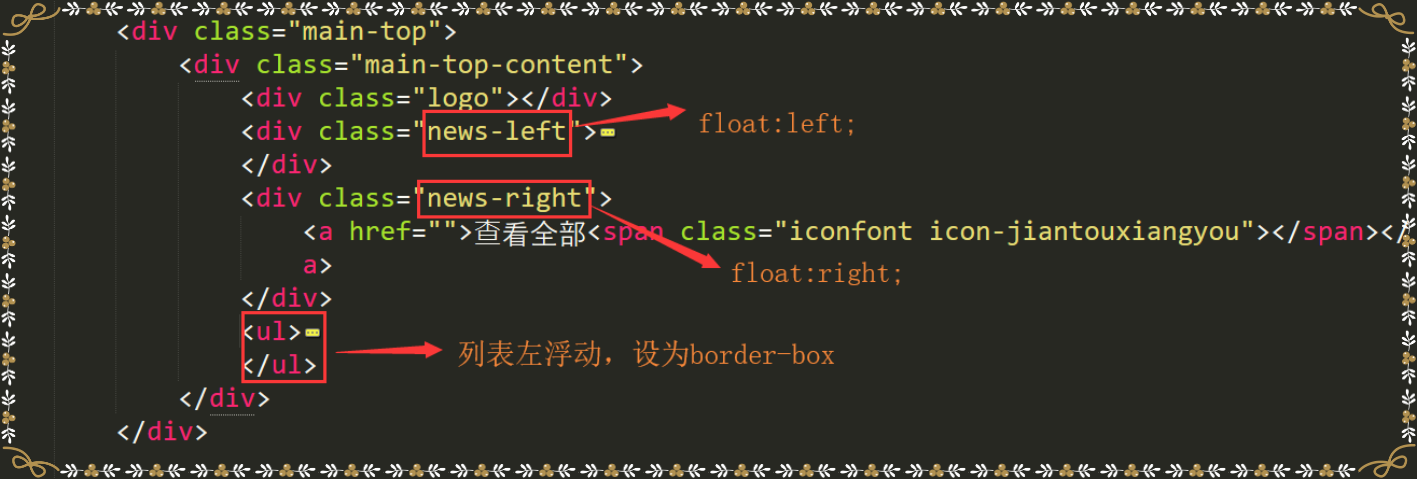 <div class="main-top">
<div class="main-top-content">
<div class="logo"></div>
<div class="news-left">
float:left;
</div>
<div class="news-right">
<a href="">查看全部<span class="iconfont icon-jiantouxiangyou"></span></
a>
float:right;
</div>
<ul>
列表左浮动，设为border-box
</ul>
</div>
</div>